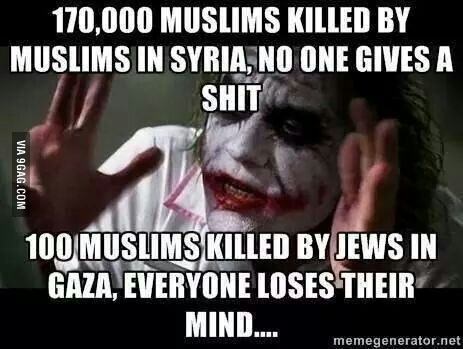 170,000 MUSLIMS KILLED BY
MUSLIMS IN SYRIA, NO ONE GIVES A
SHIT
VIA 9GAG.COM
100 MUSLIMS KILLED BY JEWS IN
GAZA, EVERYONE LOSES THEIR
MIND....
memegenerator.net